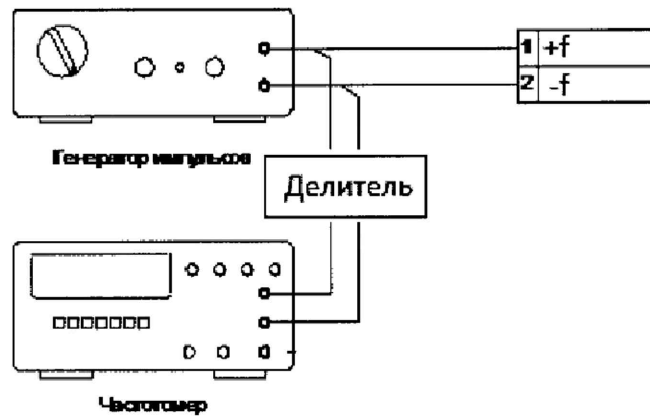 1 +f
2 -f
Генератор импульсов
Делитель
Частотомер